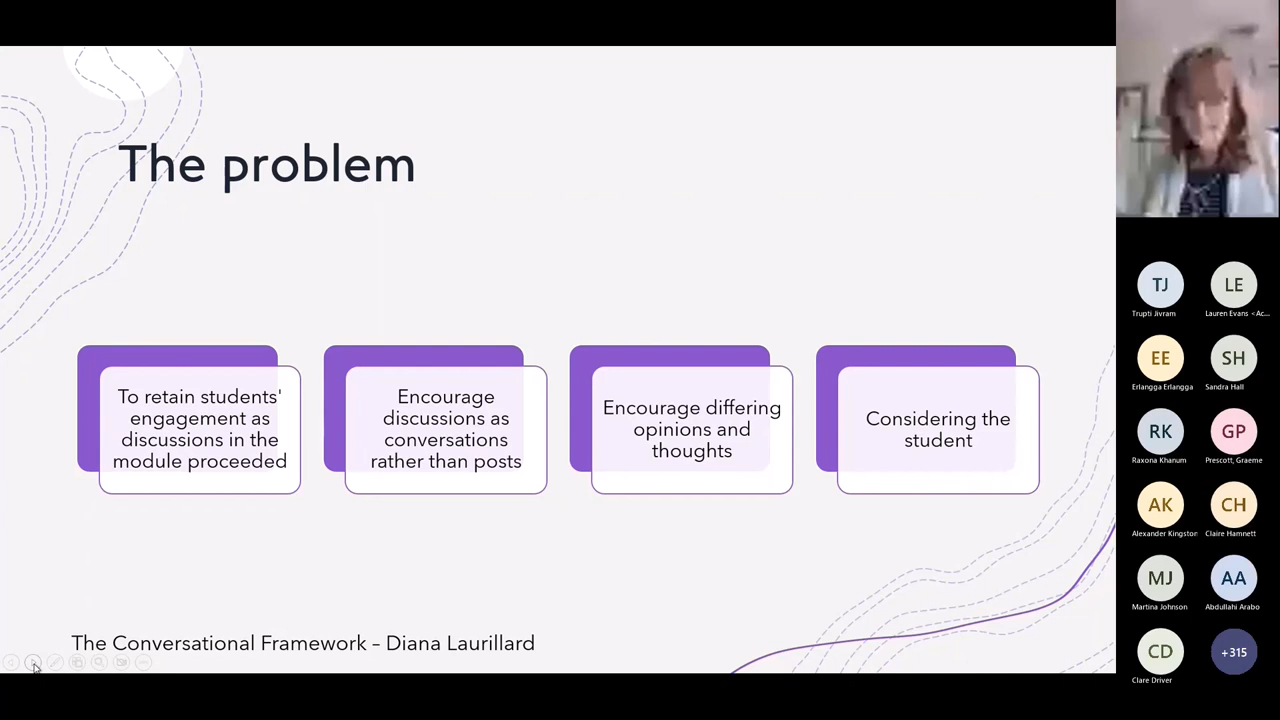 The problem
To retain students'
engagement as
discussions in the
module proceeded
Encourage
discussions as
conversations
rather than posts
Encourage differing
opinions and
thoughts
Considering the
student
The Conversational Framework – Diana Laurillard
TJ
Trupti Jivram
LE
Lauren Evans <Ac...
EE
Erlangga Erlangga
SH
Sandra Hall
RK
Raxona Khanum
GP
Prescott, Graeme
AK
Alexander Kingston
CH
Claire Hamnett
MJ
Martina Johnson
AA
Abdullahi Arabo
CD
Clare Driver
+315